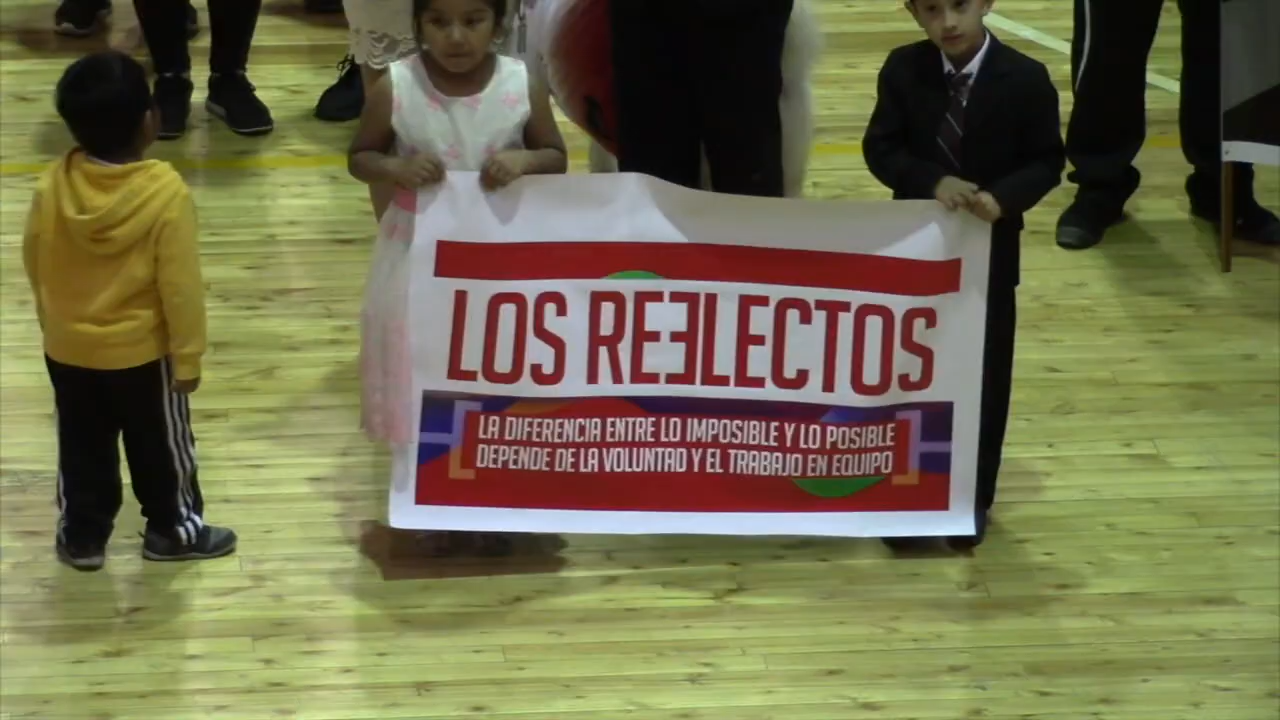 LOS REELECTOS
LA DIFERENCIA ENTRE LO IMPOSIBLE Y LO POSIBLE
DEPENDE DE LA VOLUNTAD Y EL TRABAJO EN EQUIPO